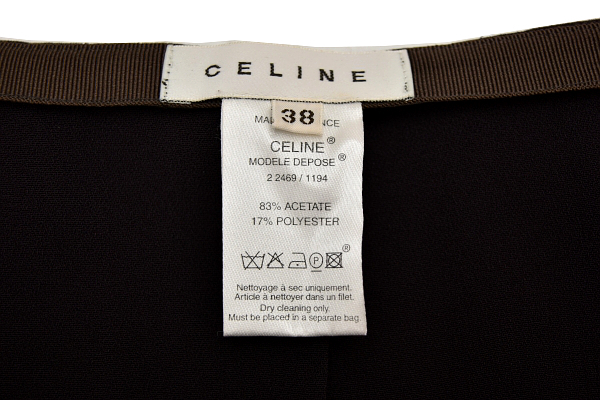 CELINE
38
CELINE®
MODELE DEPOSE®
2 2469 / 1194
83% ACETATE
17% POLYESTER
P ®
Nettoyage à sec uniquement.
Article à nettoyer dans un filet.
Dry cleaning only.
Must be placed in a separate bag.